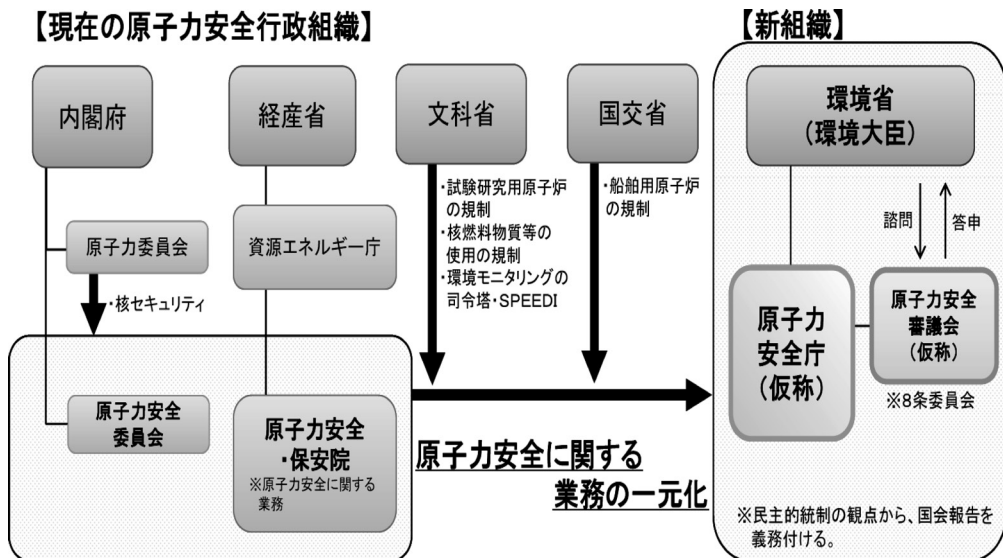 【現在の原子力安全行政組織】
【新組織】
内閣府
経産省
文科省
国交省
環境省
(環境大臣)
原子力委員会
資源エネルギー庁
・核セキュリティ
・試験研究用原子炉
の規制
・核燃料物質等の
使用の規制
・環境モニタリングの
司令塔・SPEEDI
・船舶用原子炉
の規制
諮問
答申
原子力安全
委員会
原子力安全
・保安院
※原子力安全に関する
業務
原子力安全に関する
業務の一元化
原子力
安全庁
(仮称)
原子力安全
審議会
(仮称)
※8条委員会
※民主的統制の観点から、国会報告を
義務付ける。